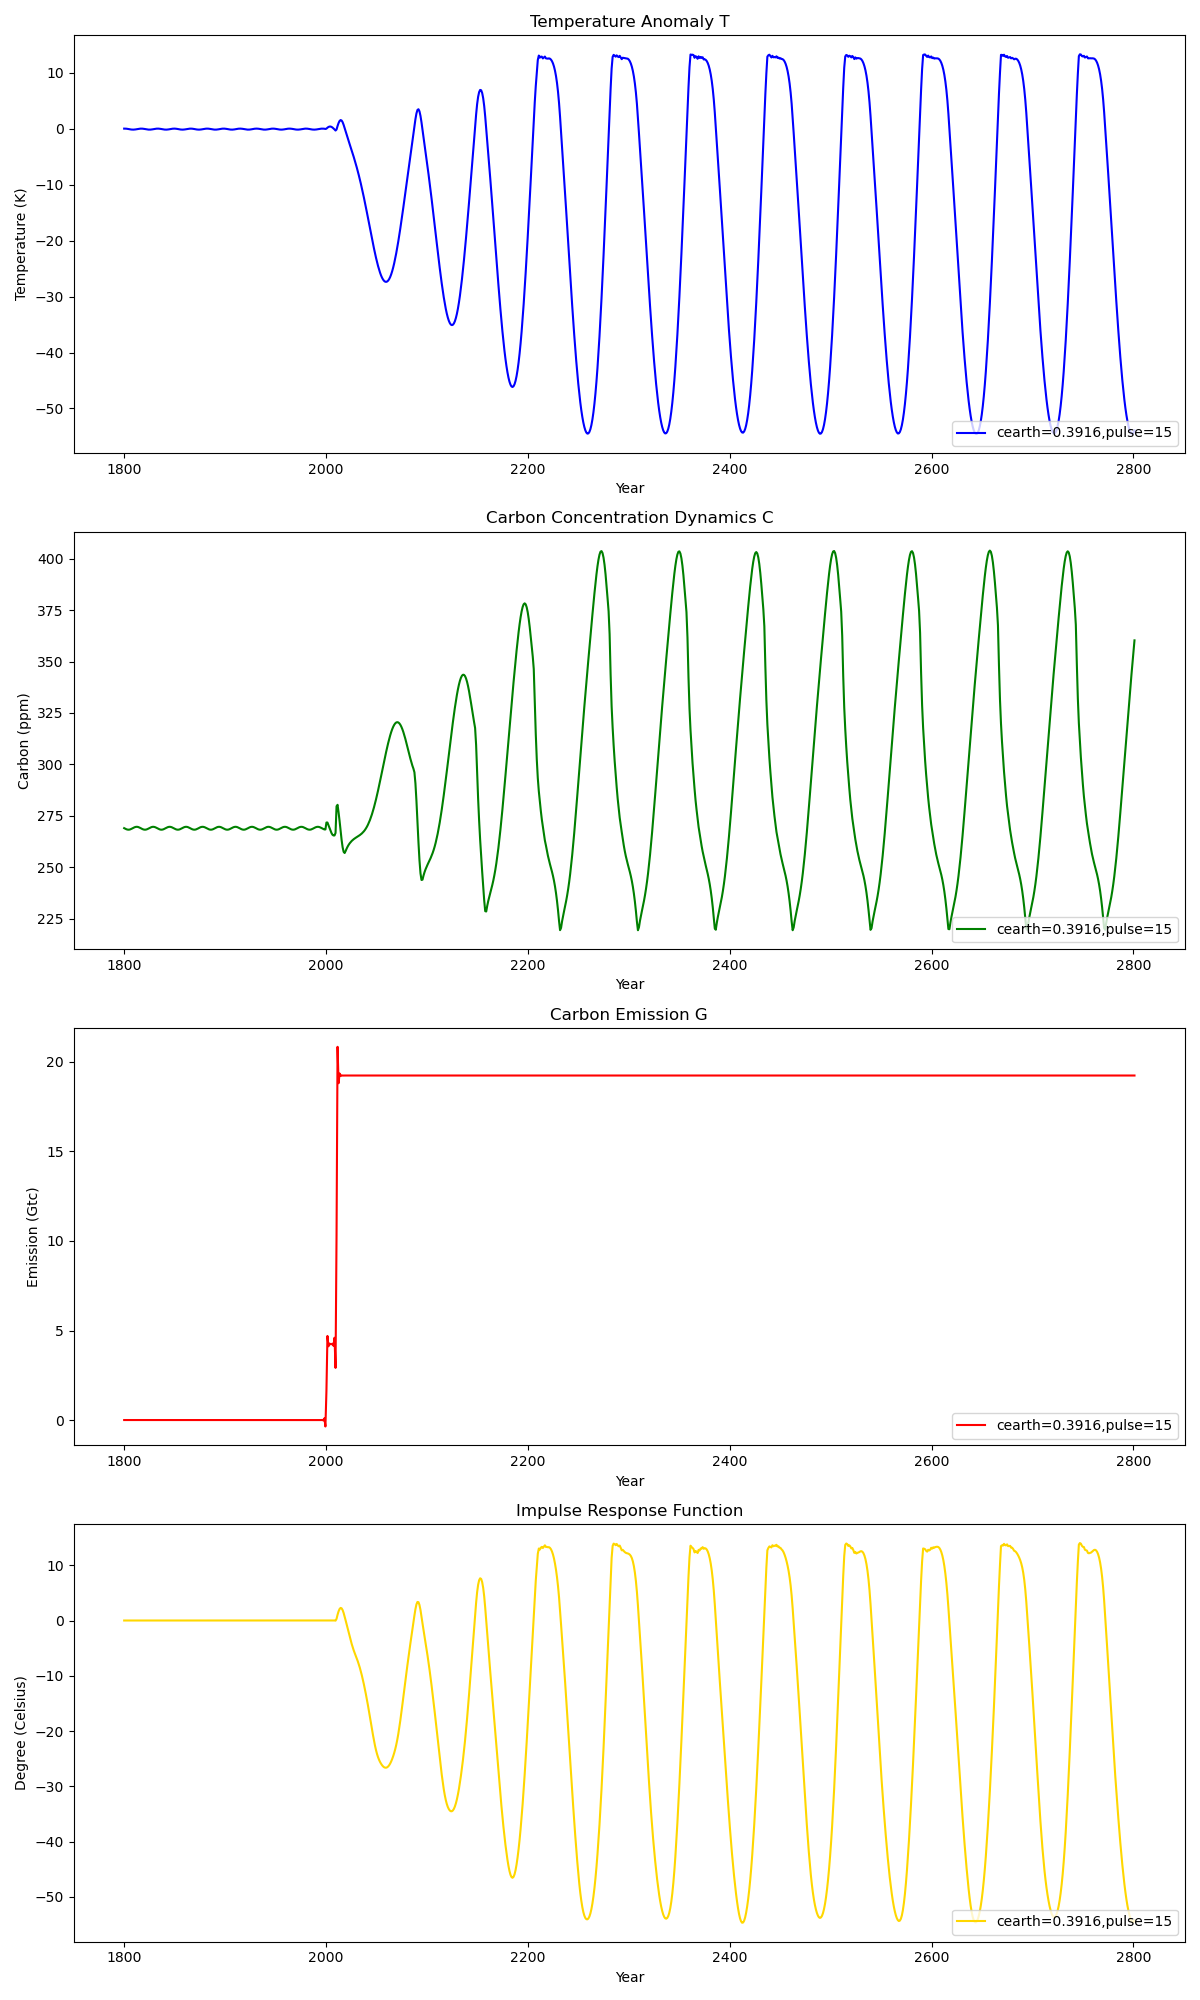 Temperature Anomaly T
10
0
−10
−20
−30
−40
−50
Temperature (K)
cearth=0.3916,pulse=15
1800 2000 2200 2400 2600 2800
Year
Carbon Concentration Dynamics C
400
375
350
325
300
275
250
225
Carbon (ppm)
cearth=0.3916,pulse=15
1800 2000 2200 2400 2600 2800
Year
Carbon Emission G
20
15
10
5
0
Emission (Gtc)
cearth=0.3916,pulse=15
1800 2000 2200 2400 2600 2800
Year
Impulse Response Function
10
0
−10
−20
−30
−40
−50
Degree (Celsius)
cearth=0.3916,pulse=15
1800 2000 2200 2400 2600 2800
Year